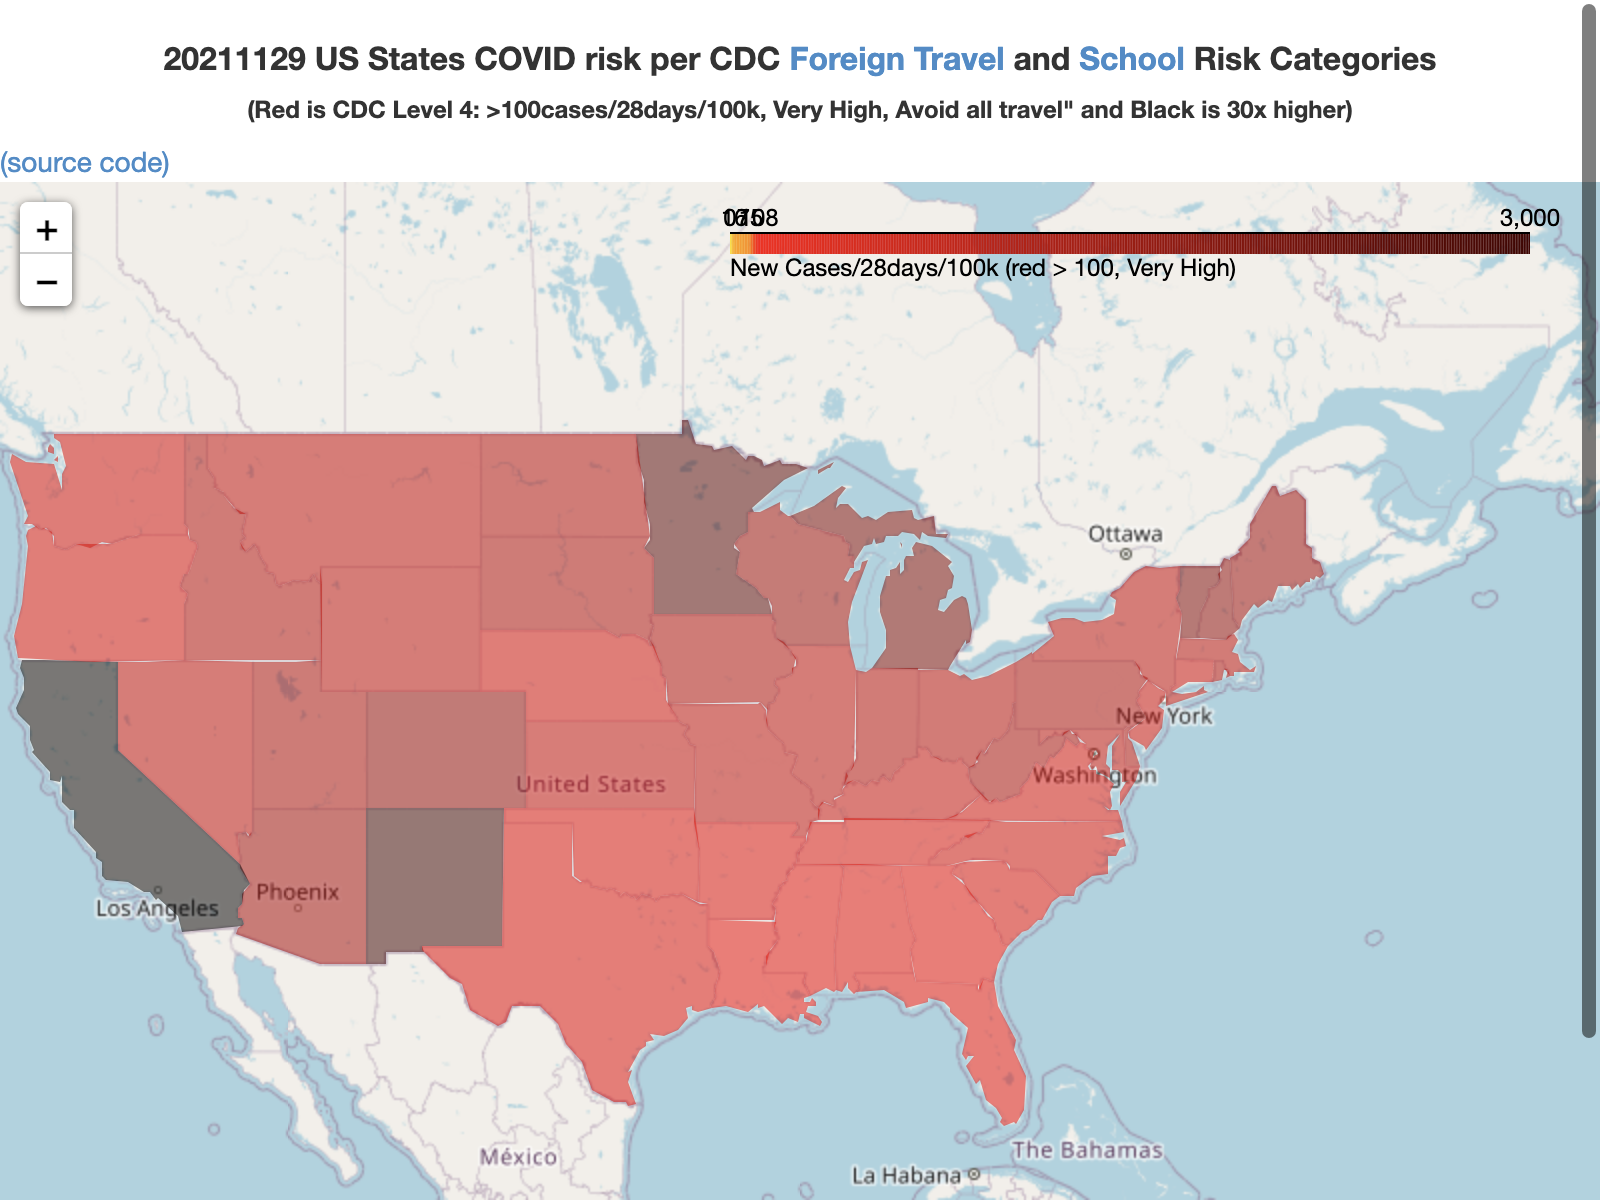 20211129 US States COVID risk per CDC Foreign Travel and School Risk Categories
(Red is CDC Level 4: >100cases/28days/100k, Very High, Avoid all travel" and Black is 30x higher)
(source code)
+
−
3,000
New Cases/28days/100k (red > 100, Very High)
Ottawa
New York
Washington
United States
Phoenix
Los Angeles
México
The Bahamas
La Habana